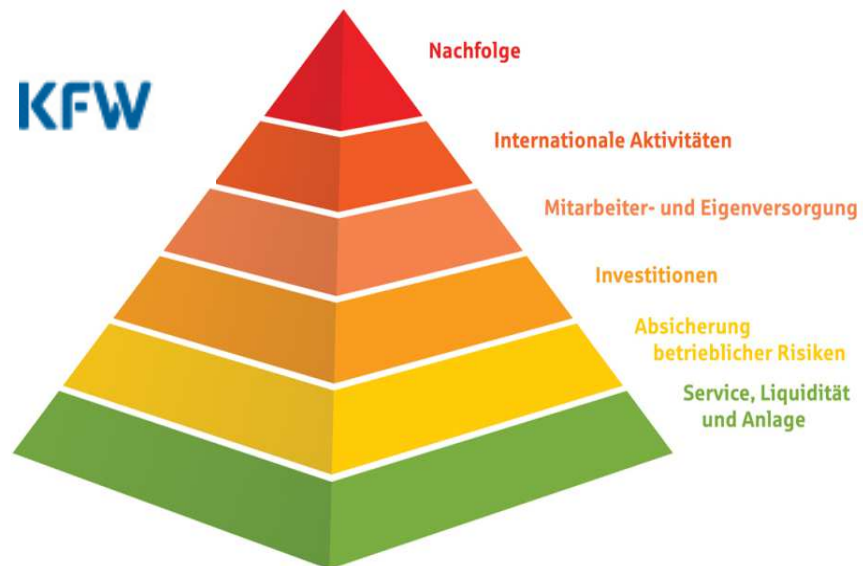 Nachfolge
KFW
Internationale Aktivitäten
Mitarbeiter- und Eigenversorgung
Investitionen
Absicherung
betrieblicher Risiken
Service, Liquidität
und Anlage